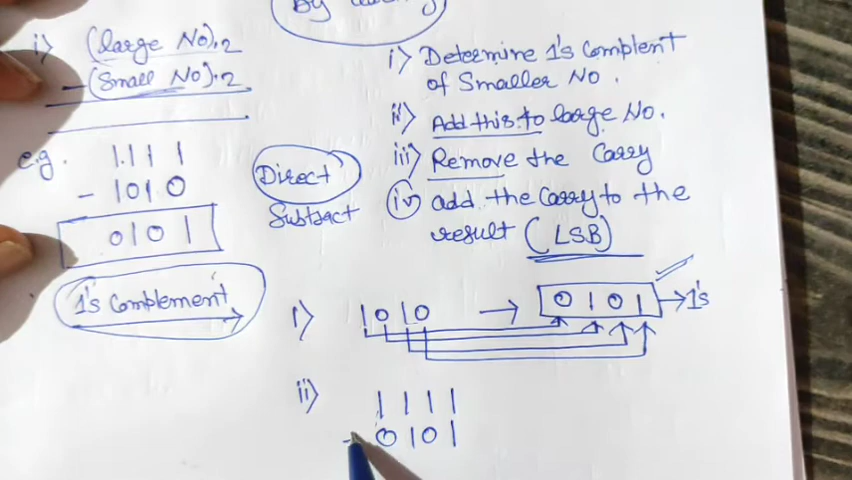 By
i) (large No).2
- (Small No).2
e.g. 1111
- 1010
0101
Direct
Subtract
1's Complement
i) Determine 1's Complent
of Smaller No.
ii) Add this to large No.
iii) Remove the Carry
iv) add the Carry to the
result (LSB)
i) 1010 → 0101 → 1's
ii) 1111
- 0101